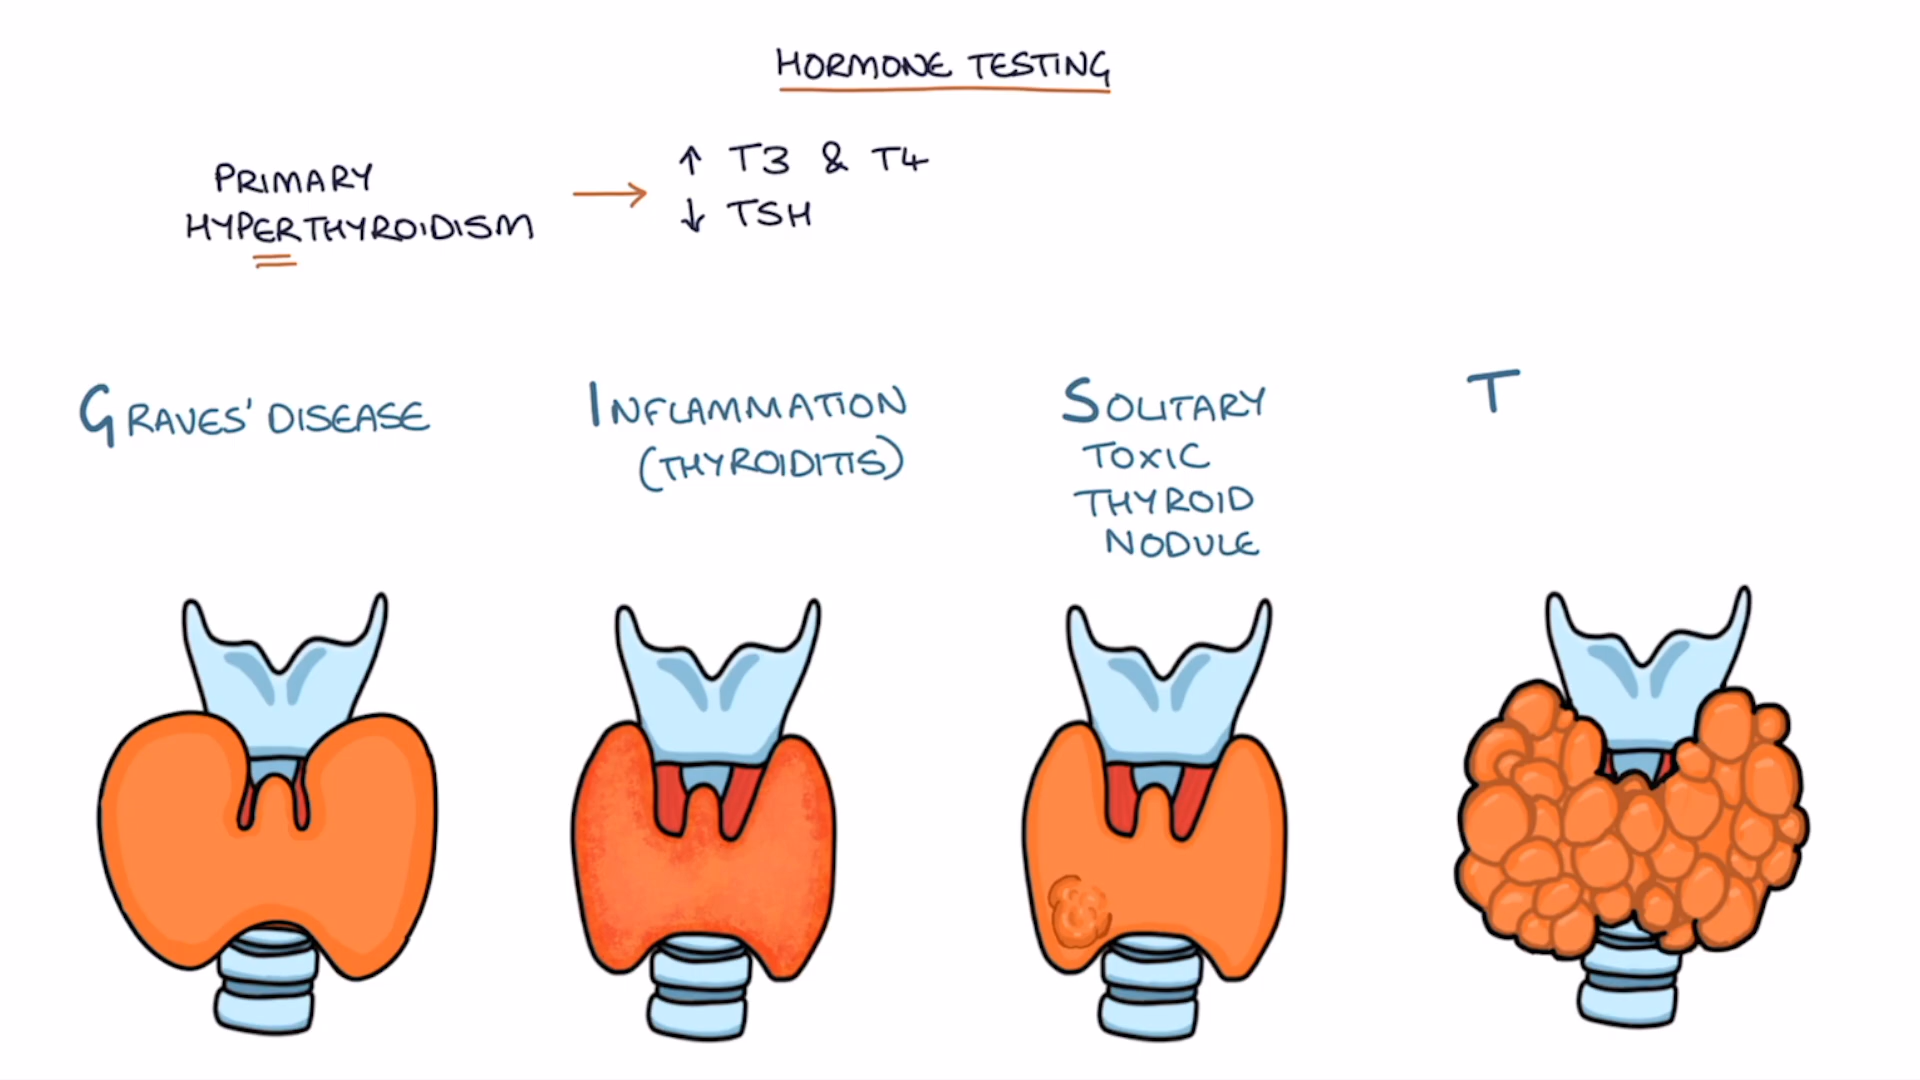 HORMONE TESTING
PRIMARY
HYPERTHYROIDISM
→ ↑ T3 & T4
↓ TSH
GRAVES' DISEASE
INFLAMMATION
(THYROIDITIS)
SOLITARY
TOXIC
THYROID
NODULE
T